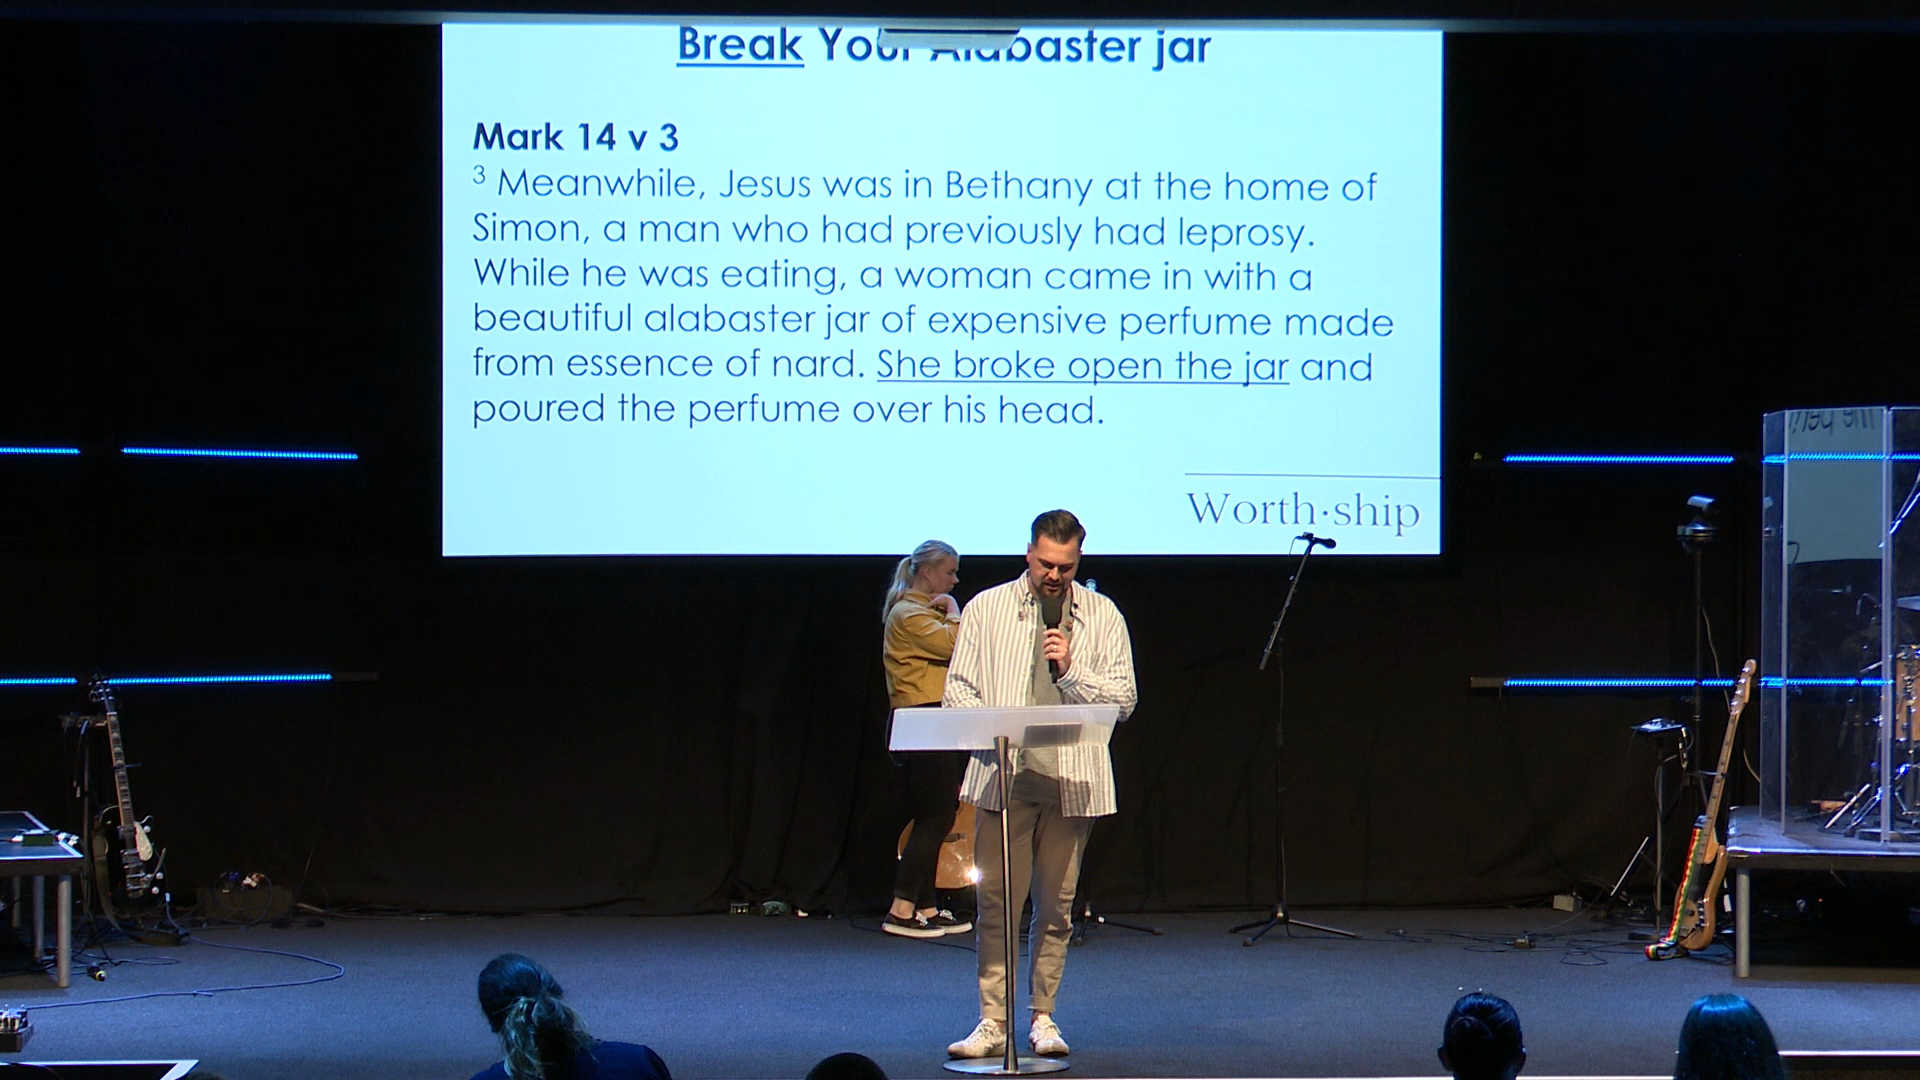 Break Your Alabaster jar
Mark 14 v 3
3 Meanwhile, Jesus was in Bethany at the home of
Simon, a man who had previously had leprosy.
While he was eating, a woman came in with a
beautiful alabaster jar of expensive perfume made
from essence of nard. She broke open the jar and
poured the perfume over his head.
Worth·ship